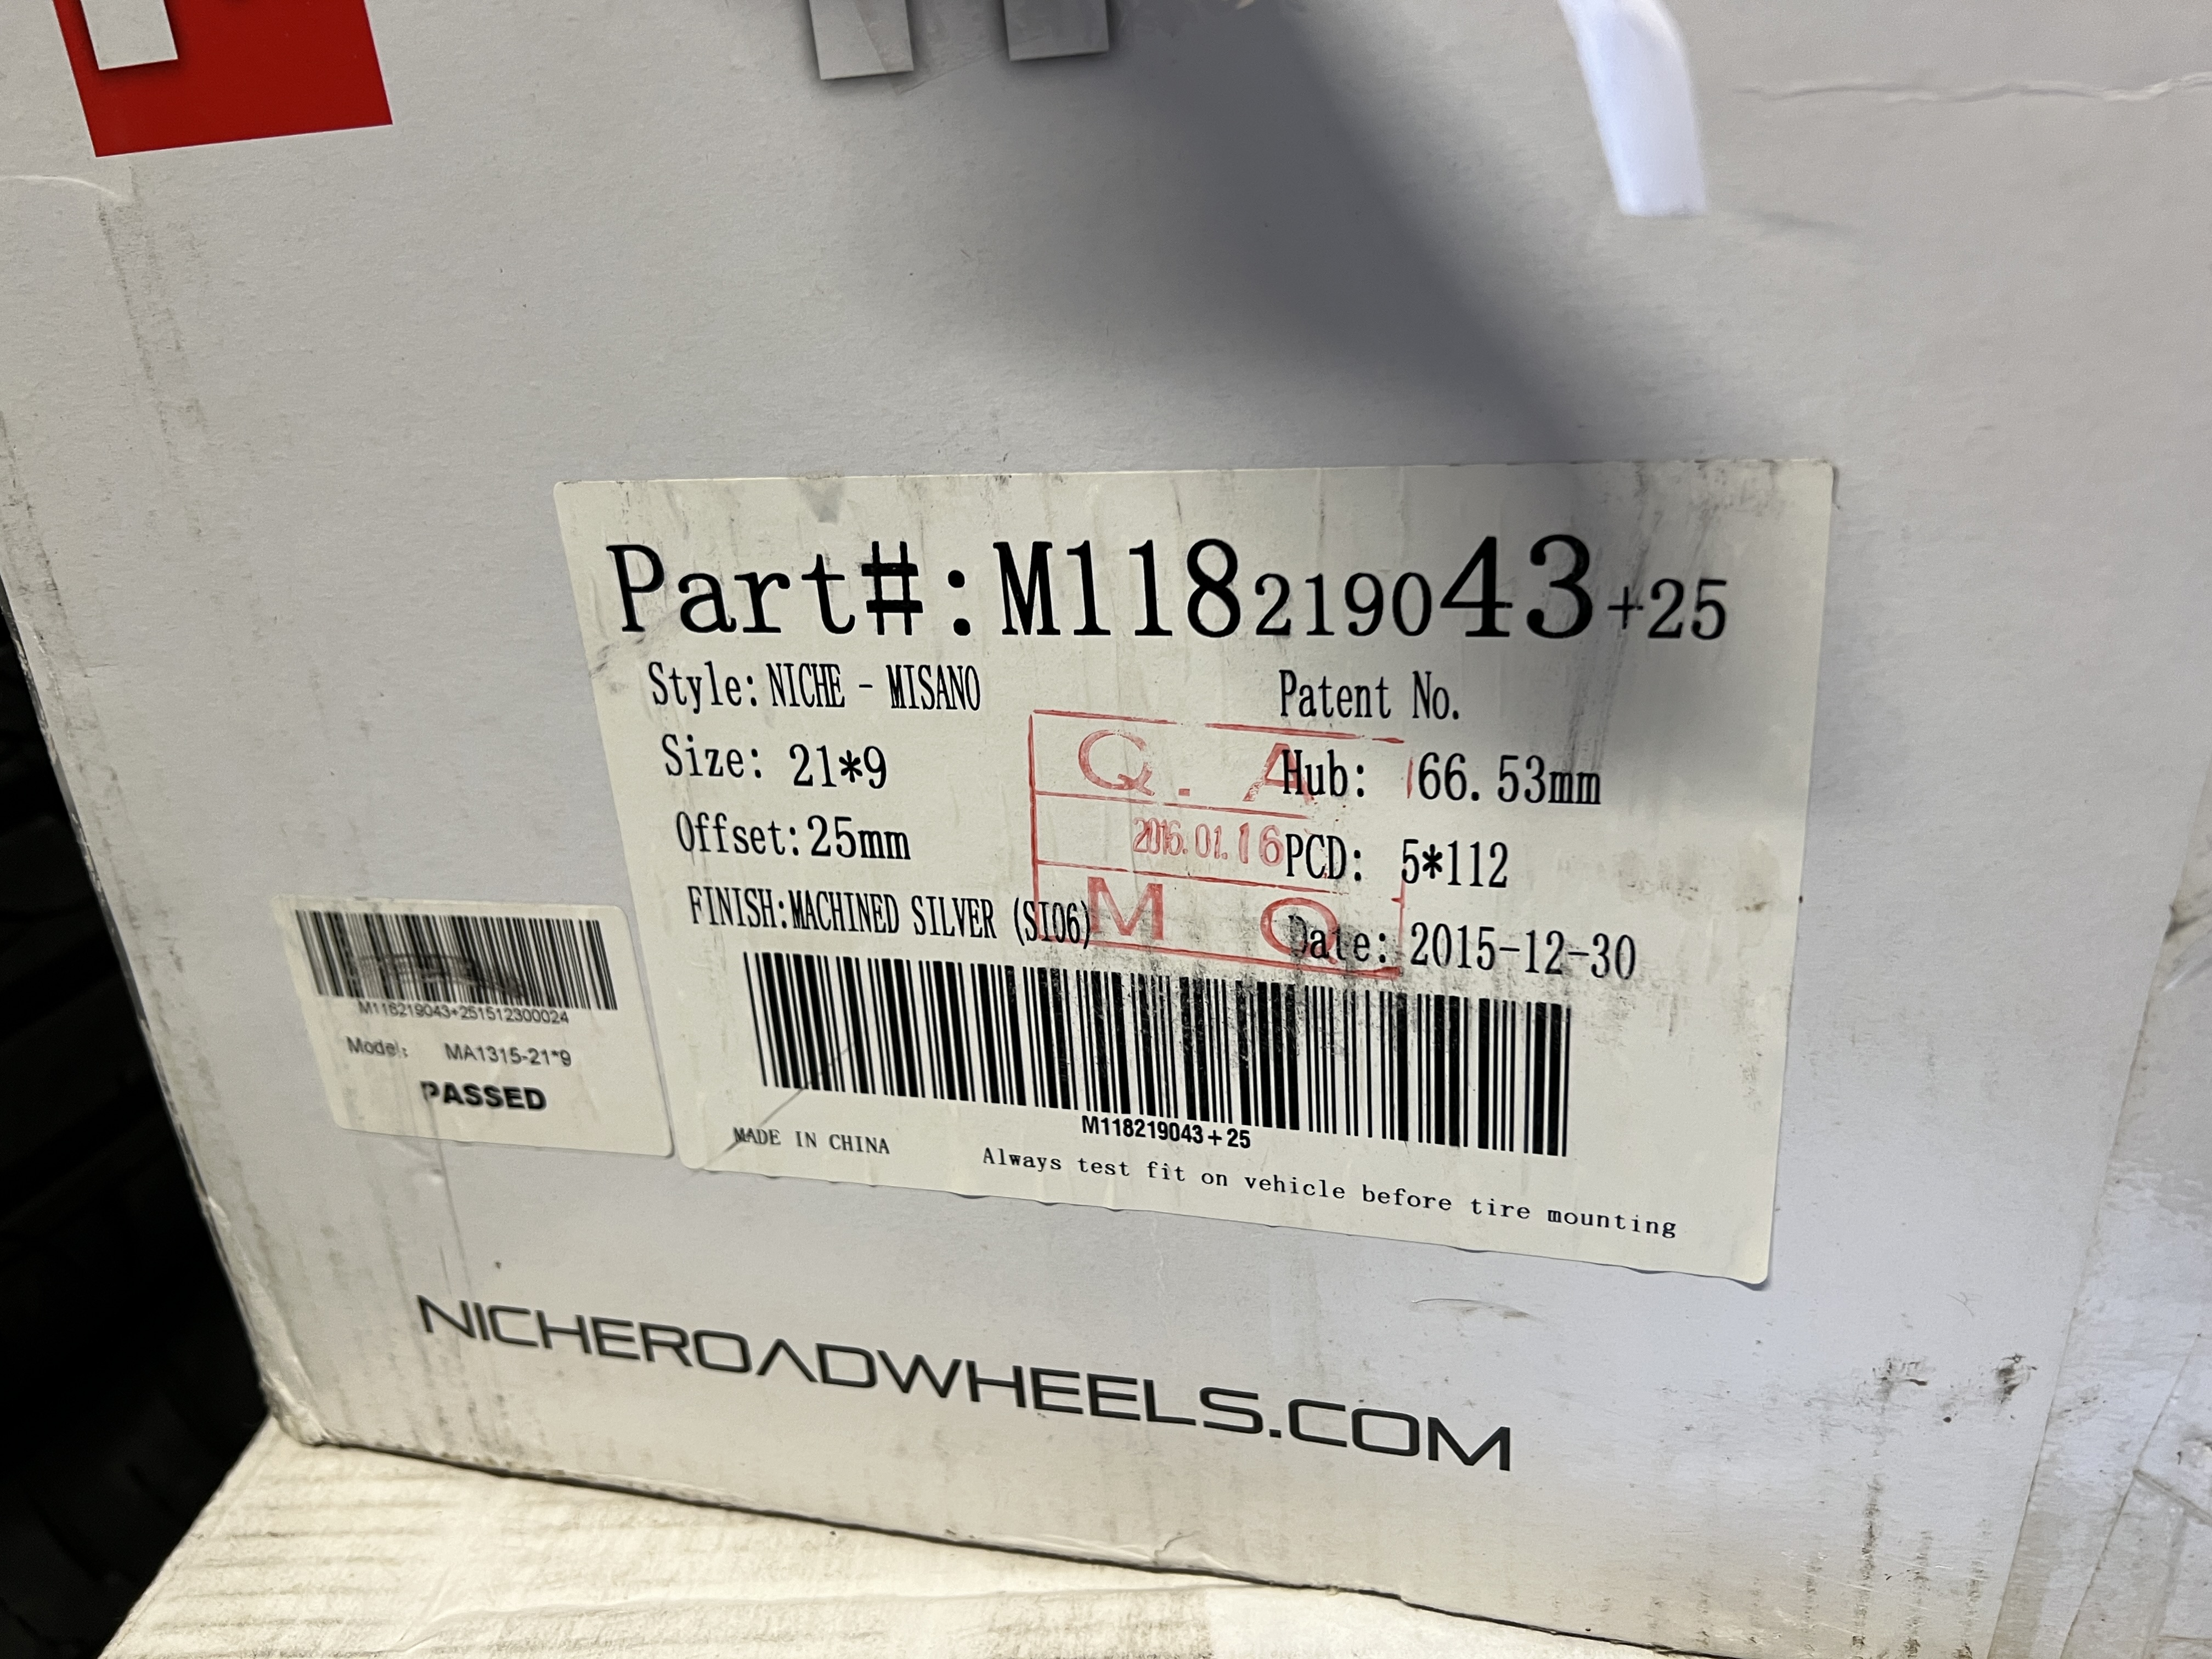 Part#:M118219043+25
Style:NICHE - MISANO
Patent No.
Size: 21*9
Hub: 66.53mm
Offset:25mm
PCD: 5*112
FINISH:MACHINED SILVER (SI06)
Date: 2015-12-30
Q.A
2016.01.16
M Q
M118219043+25
MADE IN CHINA
Always test fit on vehicle before tire mounting
M118219043+251512300024
Model: MA1315-21*9
PASSED
NICHEROADWHEELS.COM